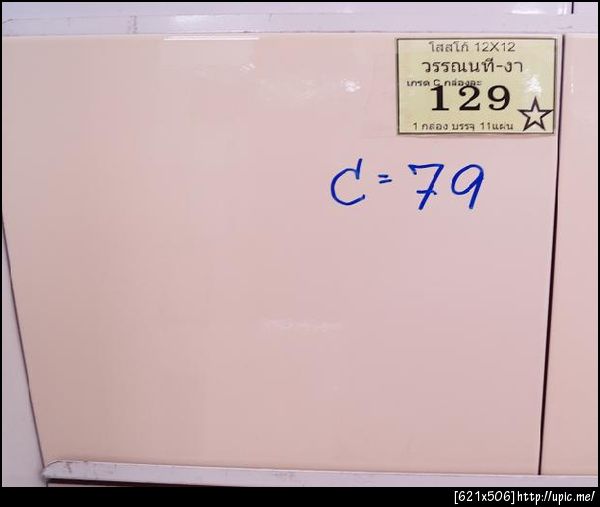 โสสุโก้ 12X12
วรรณนที-งา
เกรด C กล่องละ
129
1 กล่อง บรรจุ 11แผ่น
C = 79
[621x506]http://upic.me/